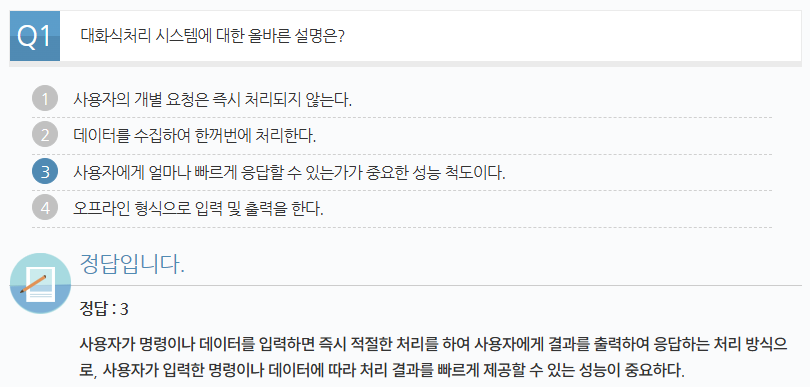 Q1 대화식처리 시스템에 대한 올바른 설명은?
1 사용자의 개별 요청은 즉시 처리되지 않는다.
2 데이터를 수집하여 한꺼번에 처리한다.
3 사용자에게 얼마나 빠르게 응답할 수 있는가가 중요한 성능 척도이다.
4 오프라인 형식으로 입력 및 출력을 한다.
정답입니다.
정답 : 3
사용자가 명령이나 데이터를 입력하면 즉시 적절한 처리를 하여 사용자에게 결과를 출력하여 응답하는 처리 방식으
로, 사용자가 입력한 명령이나 데이터에 따라 처리 결과를 빠르게 제공할 수 있는 성능이 중요하다.